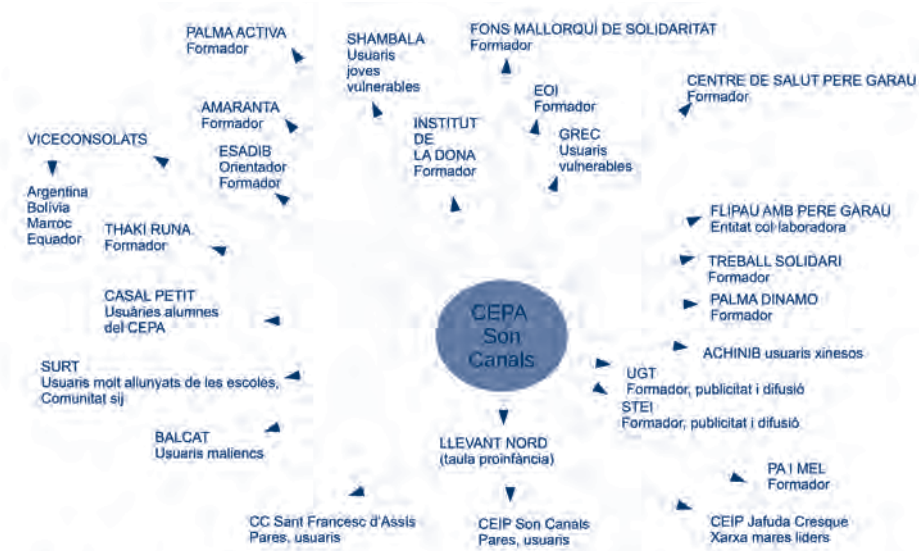 PALMA ACTIVA
Formador
SHAMBALA
Usuaris
joves
vulnerables
FONS MALLORQUÍ DE SOLIDARITAT
Formador
CENTRE DE SALUT PERE GARAU
Formador
EOI
Formador
AMARANTA
Formador
INSTITUT
DE
LA DONA
Formador
GREC
Usuaris
vulnerables
VICECONSOLATS
ESADIB
Orientador
Formador
Argentina
Bolívia
Marroc
Equador
THAKI RUNA
Formador
FLIPAU AMB PERE GARAU
Entitat col·laboradora
TREBALL SOLIDARI
Formador
CASAL PETIT
Usuàries alumnes
del CEPA
PALMA DINAMO
Formador
CEPA
Son
Canals
ACHINIB usuaris xinesos
SURT
Usuaris molt allunyats de les escoles,
Comunitat sij
UGT
Formador, publicitat i difusió
STEI
Formador, publicitat i difusió
BALCAT
Usuaris maliencs
LLEVANT NORD
(taula proinfància)
PA I MEL
Formador
CC Sant Francesc d'Assís
Pares, usuaris
CEIP Son Canals
Pares, usuaris
CEIP Jafuda Cresque
Xarxa mares líders